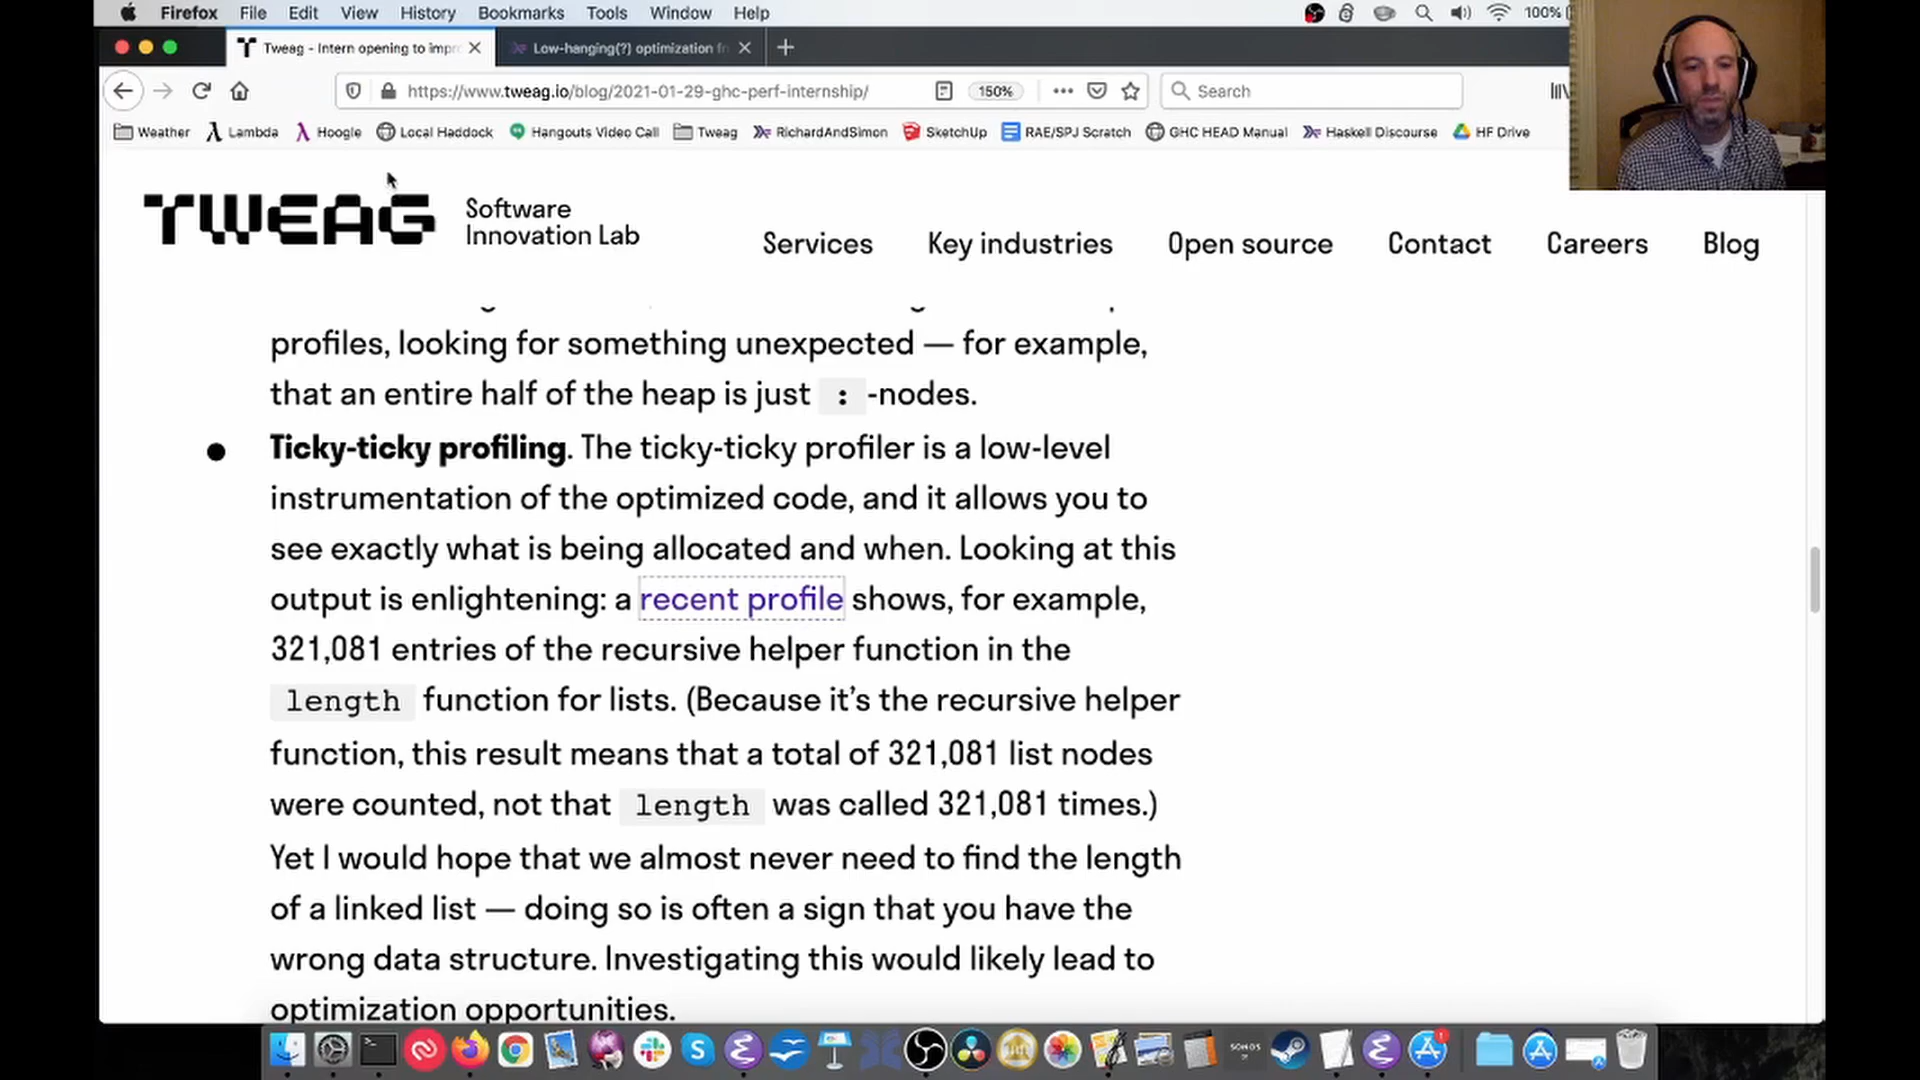 Firefox File Edit View History Bookmarks Tools Window Help 100%
Tweag - Intern opening to impr Low-hanging(?) optimization fr
https://www.tweag.io/blog/2021-01-29-ghc-perf-internship/ 150% Search
Weather Lambda Hoogle Local Haddock Hangouts Video Call Tweag RichardAndSimon SketchUp RAE/SPJ Scratch GHC HEAD Manual Haskell Discourse HF Drive
TWEAG Software
Innovation Lab
Services Key industries Open source Contact Careers Blog
profiles, looking for something unexpected — for example,
that an entire half of the heap is just : -nodes.
● Ticky-ticky profiling. The ticky-ticky profiler is a low-level
instrumentation of the optimized code, and it allows you to
see exactly what is being allocated and when. Looking at this
output is enlightening: a recent profile shows, for example,
321,081 entries of the recursive helper function in the
length function for lists. (Because it’s the recursive helper
function, this result means that a total of 321,081 list nodes
were counted, not that length was called 321,081 times.)
Yet I would hope that we almost never need to find the length
of a linked list — doing so is often a sign that you have the
wrong data structure. Investigating this would likely lead to
optimization opportunities.
SONOS